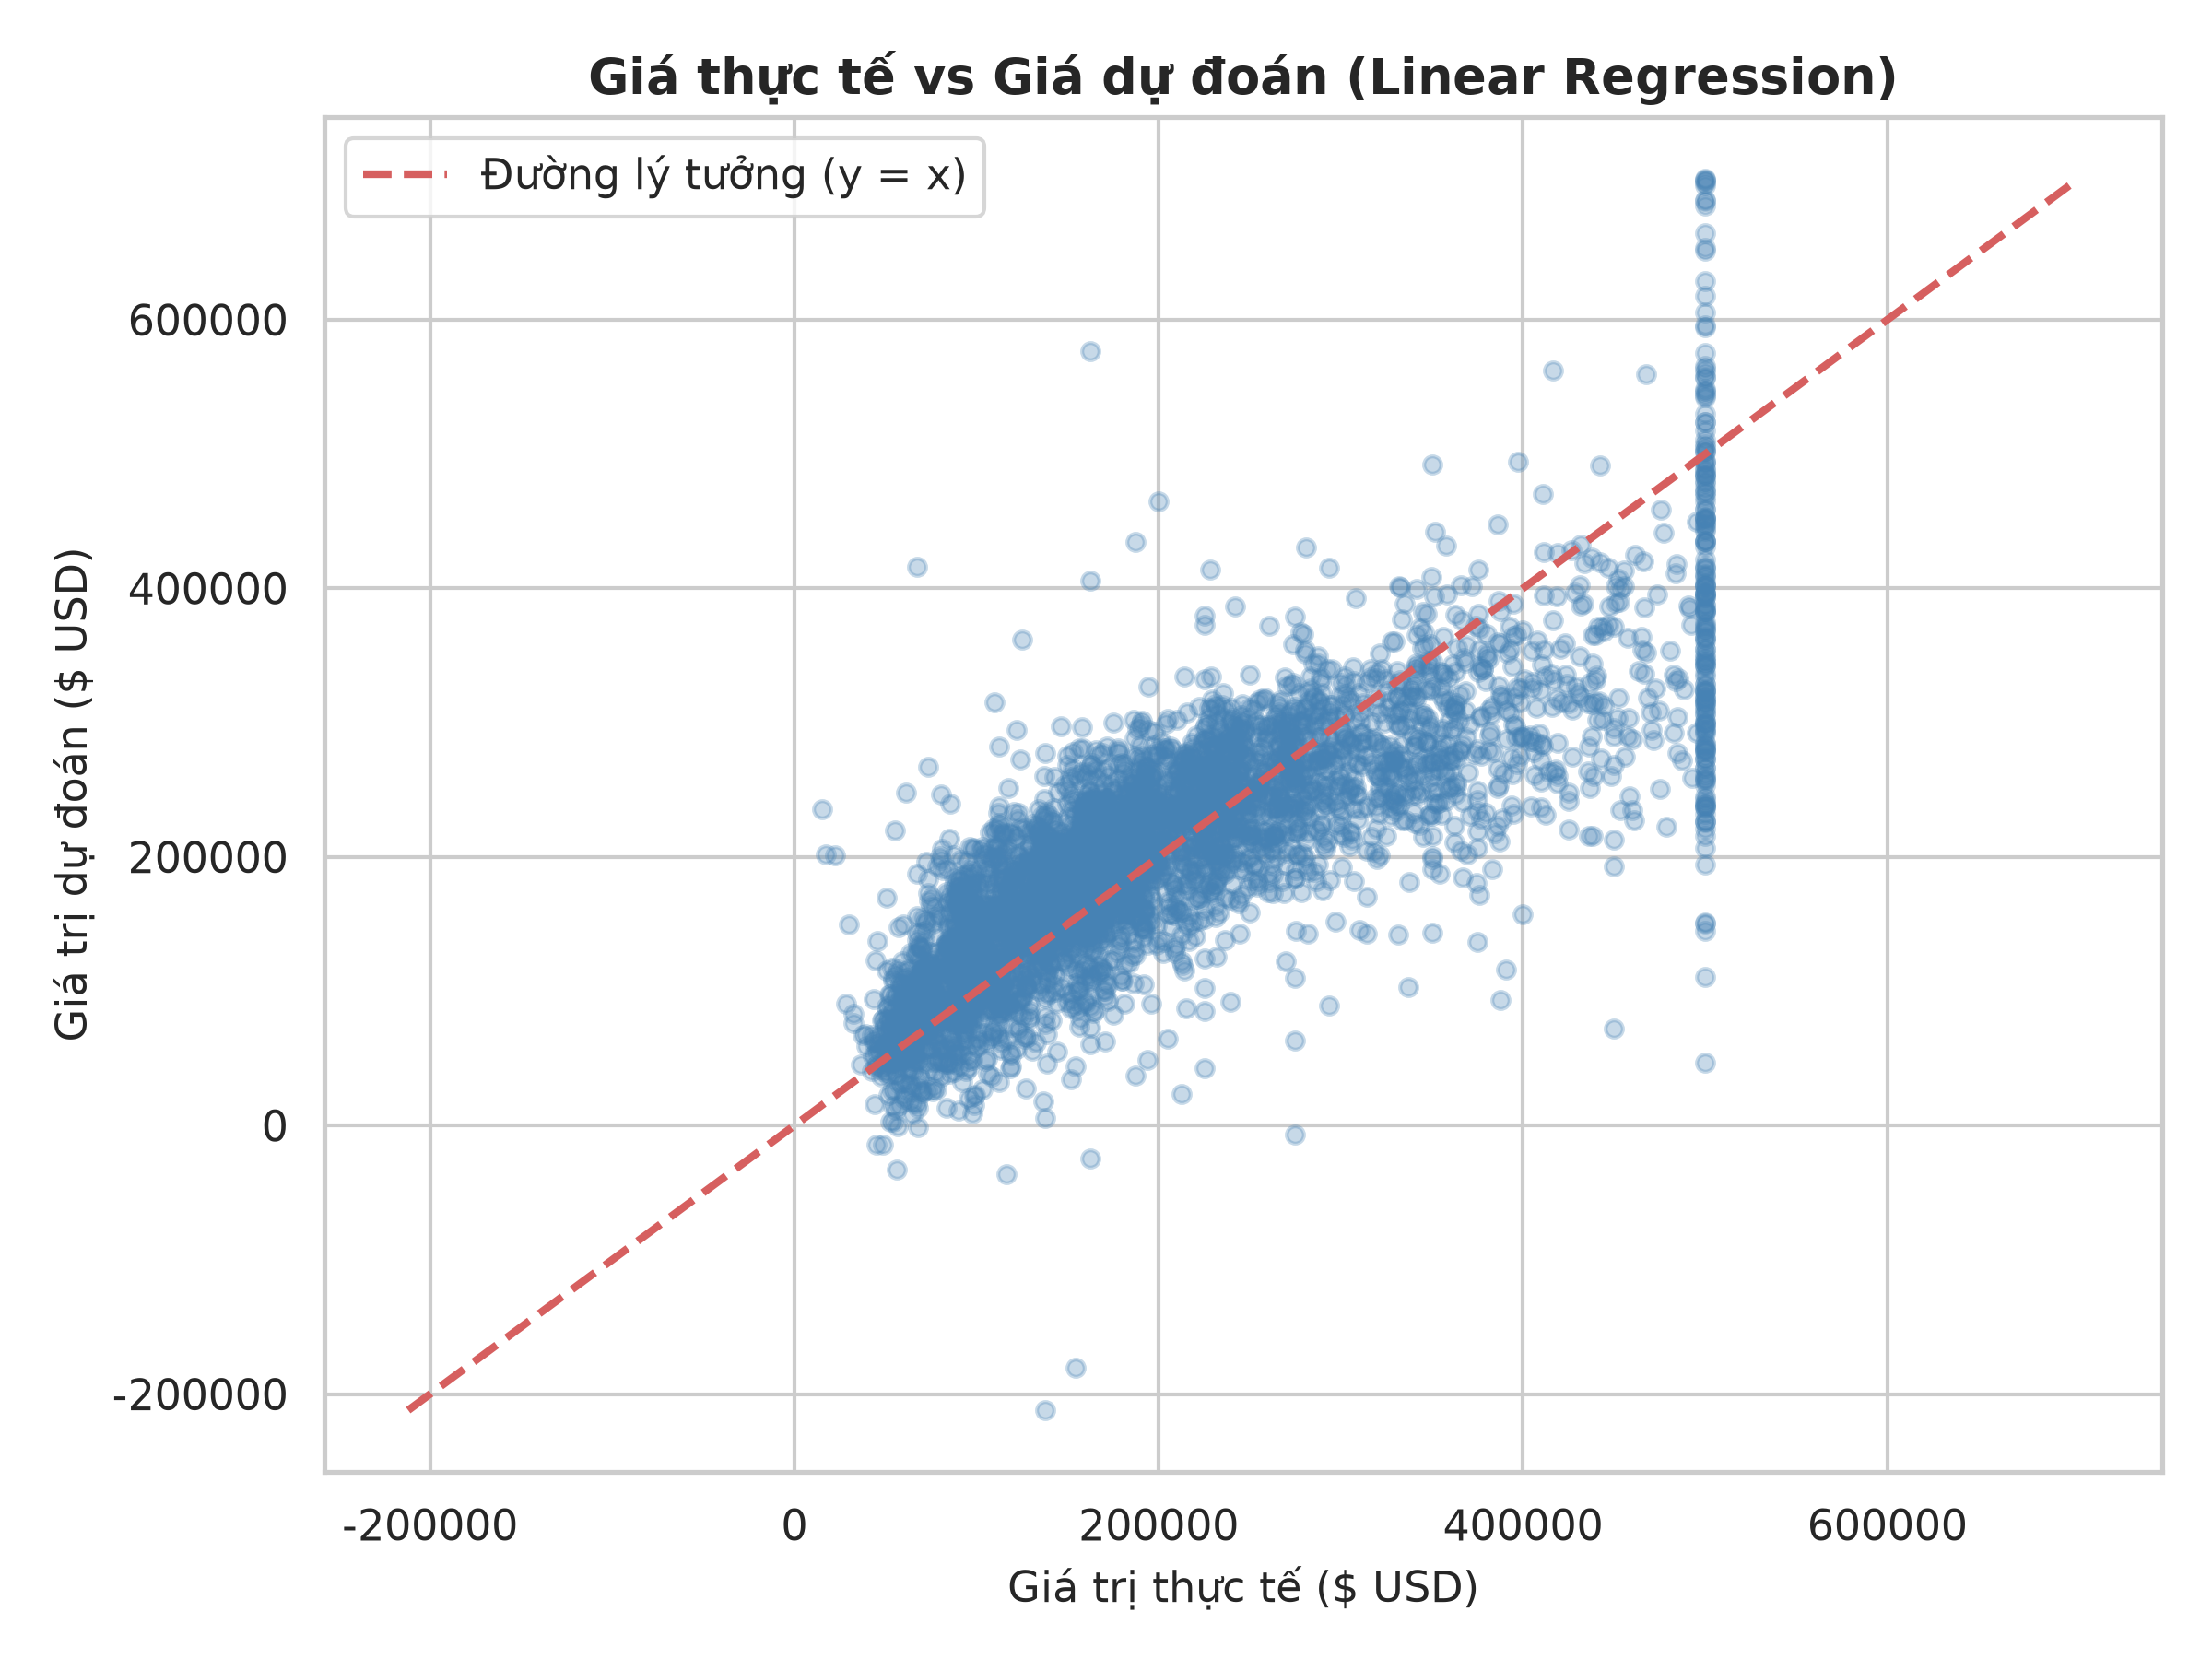 Giá thực tế vs Giá dự đoán (Linear Regression)
Đường lý tưởng (y = x)
Giá trị dự đoán ($ USD)
600000
400000
200000
0
-200000
-200000
0
200000
400000
600000
Giá trị thực tế ($ USD)